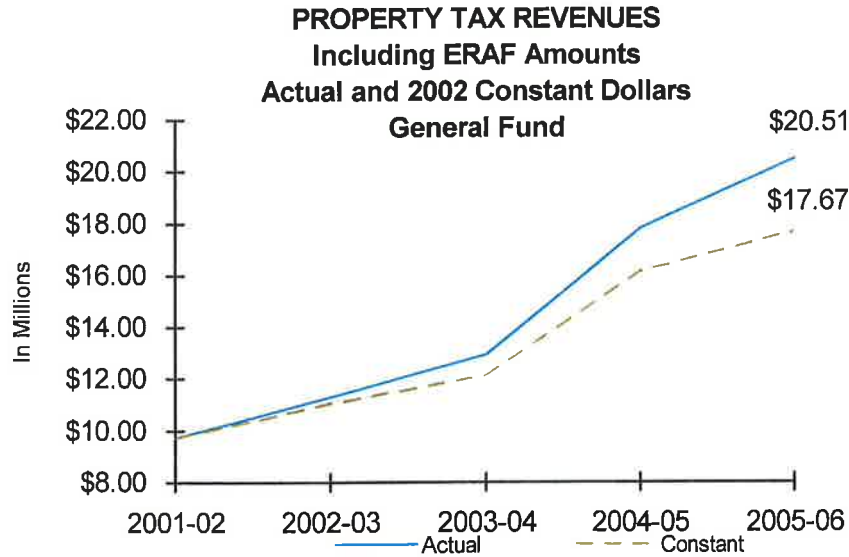 PROPERTY TAX REVENUES
Including ERAF Amounts
Actual and 2002 Constant Dollars
General Fund
$22.00
$20.00
$18.00
$16.00
$14.00
$12.00
$10.00
$8.00
In Millions
$20.51
$17.67
2001-02 2002-03 2003-04 2004-05 2005-06
Actual Constant